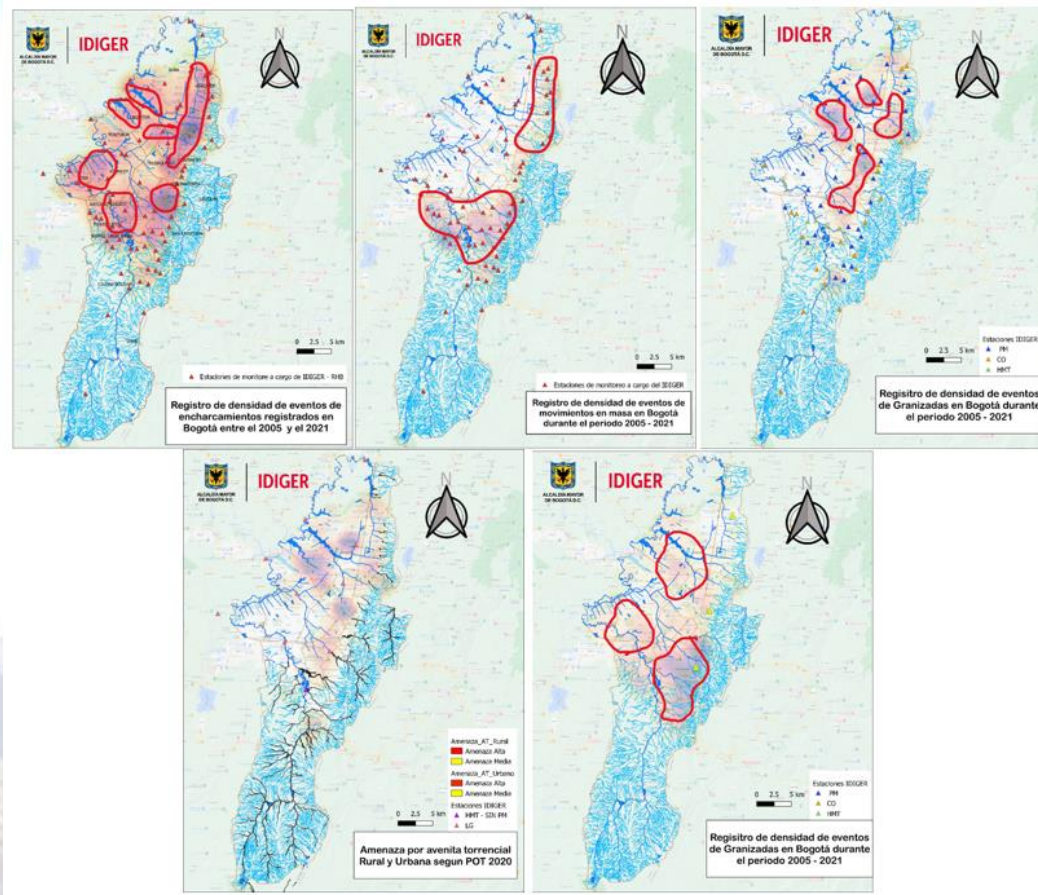 ALCALDÍA MAYOR
DE BOGOTÁ D.C.
IDIGER
N
0 2.5 5 km
Estaciones de monitoreo a cargo de IDIGER - RHB
Registro de densidad de eventos de
encharcamientos registrados en
Bogotá entre el 2005 y el 2021
ALCALDÍA MAYOR
DE BOGOTÁ D.C.
IDIGER
N
0 2.5 5 km
Estaciones de monitoreo a cargo del IDIGER
Registro de densidad de eventos de
movimientos en masa en Bogotá
durante el periodo 2005 - 2021
ALCALDÍA MAYOR
DE BOGOTÁ D.C.
IDIGER
N
0 2.5 5 km
Estaciones IDIGER
PM
CO
HMT
Regisitro de densidad de eventos
de Granizadas en Bogotá durante
el periodo 2005 - 2021
ALCALDÍA MAYOR
DE BOGOTÁ D.C.
IDIGER
N
0 2.5 5 km
Amenaza_AT_Rural
Amenaza Alta
Amenaza Media
Amenaza_AT_Urbano
Amenaza Alta
Amenaza Media
Estaciones IDIGER
HMT - SIN PM
LG
Amenaza por avenita torrencial
Rural y Urbana segun POT 2020
ALCALDÍA MAYOR
DE BOGOTÁ D.C.
IDIGER
N
0 2.5 5 km
Estaciones IDIGER
PM
CO
HMT
Regisitro de densidad de eventos
de Granizadas en Bogotá durante
el periodo 2005 - 2021